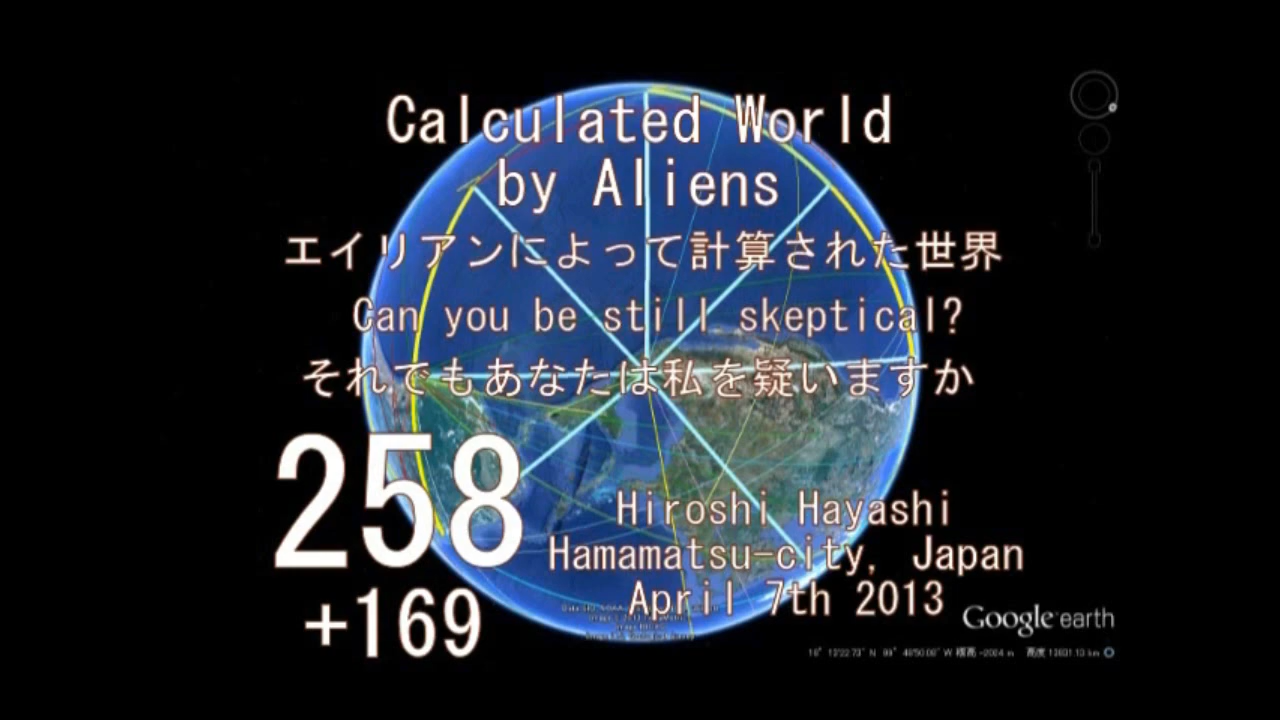 Calculated World
by Aliens
エイリアンによって計算された世界
Can you be still skeptical?
それでもあなたは私を疑いますか
258
+169
Hiroshi Hayashi
Hamamatsu-city, Japan
April 7th 2013
Google earth